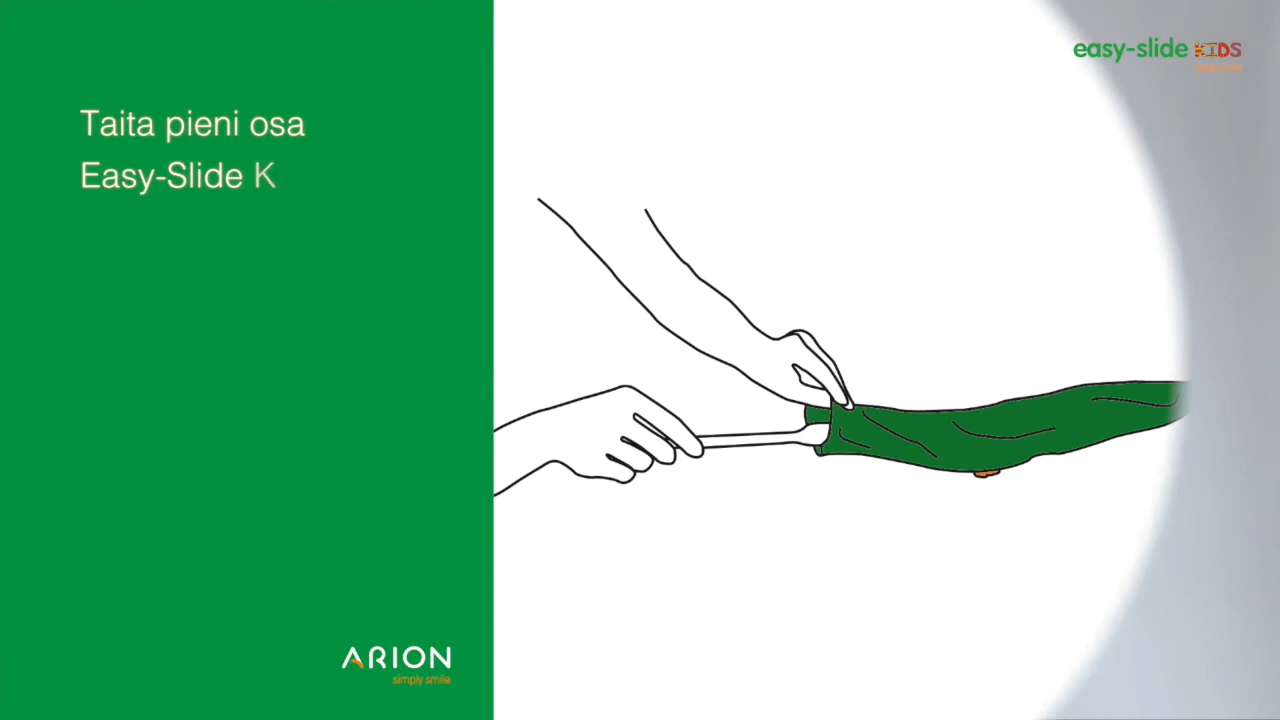 Taita pieni osa
Easy-Slide K
easy-slide KIDS
ARION
simply smile